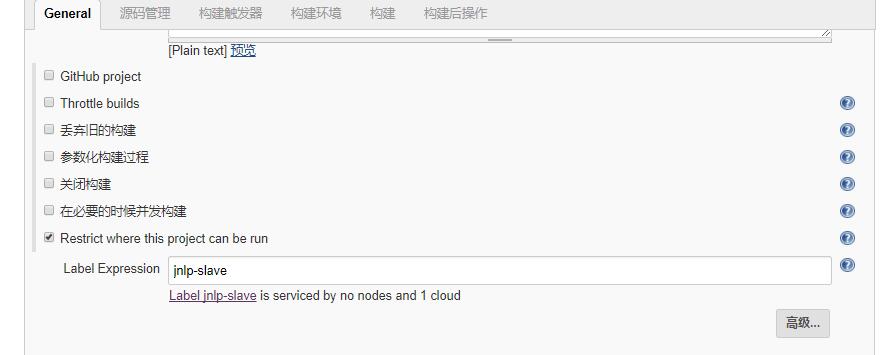 General 源码管理 构建触发器 构建环境 构建 构建后操作
[Plain text] 预览
GitHub project
Throttle builds
丢弃旧的构建
参数化构建过程
关闭构建
在必要的时候并发构建
Restrict where this project can be run
Label Expression jnlp-slave
Label jnlp-slave is serviced by no nodes and 1 cloud
高级...